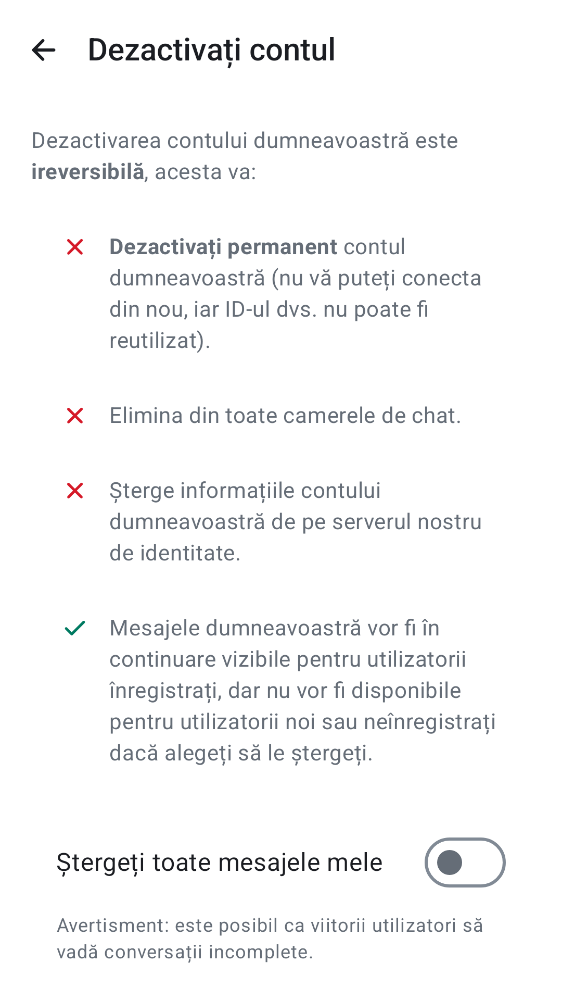 Dezactivați contul
Dezactivarea contului dumneavoastră este
ireversibilă, acesta va:
Dezactivați permanent contul
dumneavoastră (nu vă puteți conecta
din nou, iar ID-ul dvs. nu poate fi
reutilizat).
Elimina din toate camerele de chat.
Șterge informațiile contului
dumneavoastră de pe serverul nostru
de identitate.
Mesajele dumneavoastră vor fi în
continuare vizibile pentru utilizatorii
înregistrați, dar nu vor fi disponibile
pentru utilizatorii noi sau neînregistrați
dacă alegeți să le ștergeți.
Ștergeți toate mesajele mele
Avertisment: este posibil ca viitorii utilizatori să
vadă conversații incomplete.